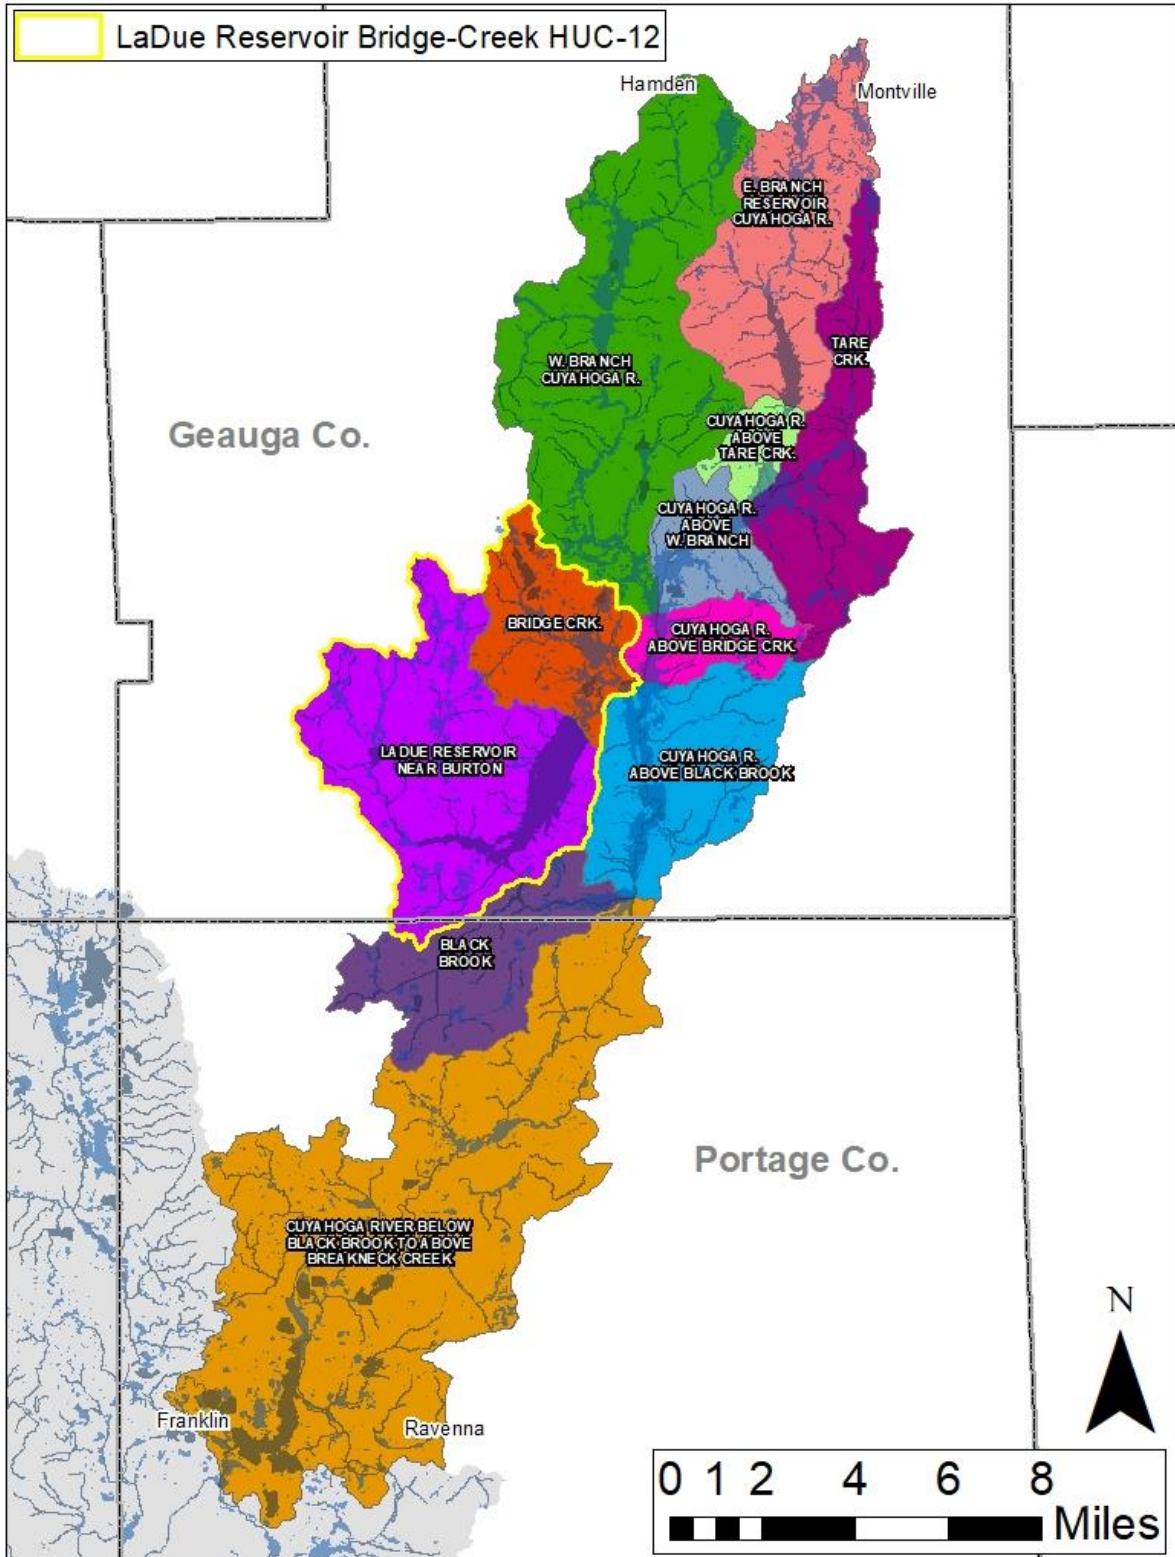 LaDue Reservoir Bridge-Creek HUC-12
Hamden
Montville
E. BRANCH
RESERVOIR
CUYAHOGA R.
W. BRANCH
CUYAHOGA R.
TARE
CRK.
Geauga Co.
CUYAHOGA R.
ABOVE
TARE CRK.
CUYAHOGA R.
ABOVE
W. BRANCH
BRIDGE CRK.
CUYAHOGA R.
ABOVE BRIDGE CRK.
LADUE RESERVOIR
NEAR BURTON
CUYAHOGA R.
ABOVE BLACK BROOK
BLACK
BROOK
Portage Co.
CUYAHOGA RIVER BELOW
BLACK BROOK TO ABOVE
BREAKNECK CREEK
N
Franklin
Ravenna
0 1 2 4 6 8
Miles